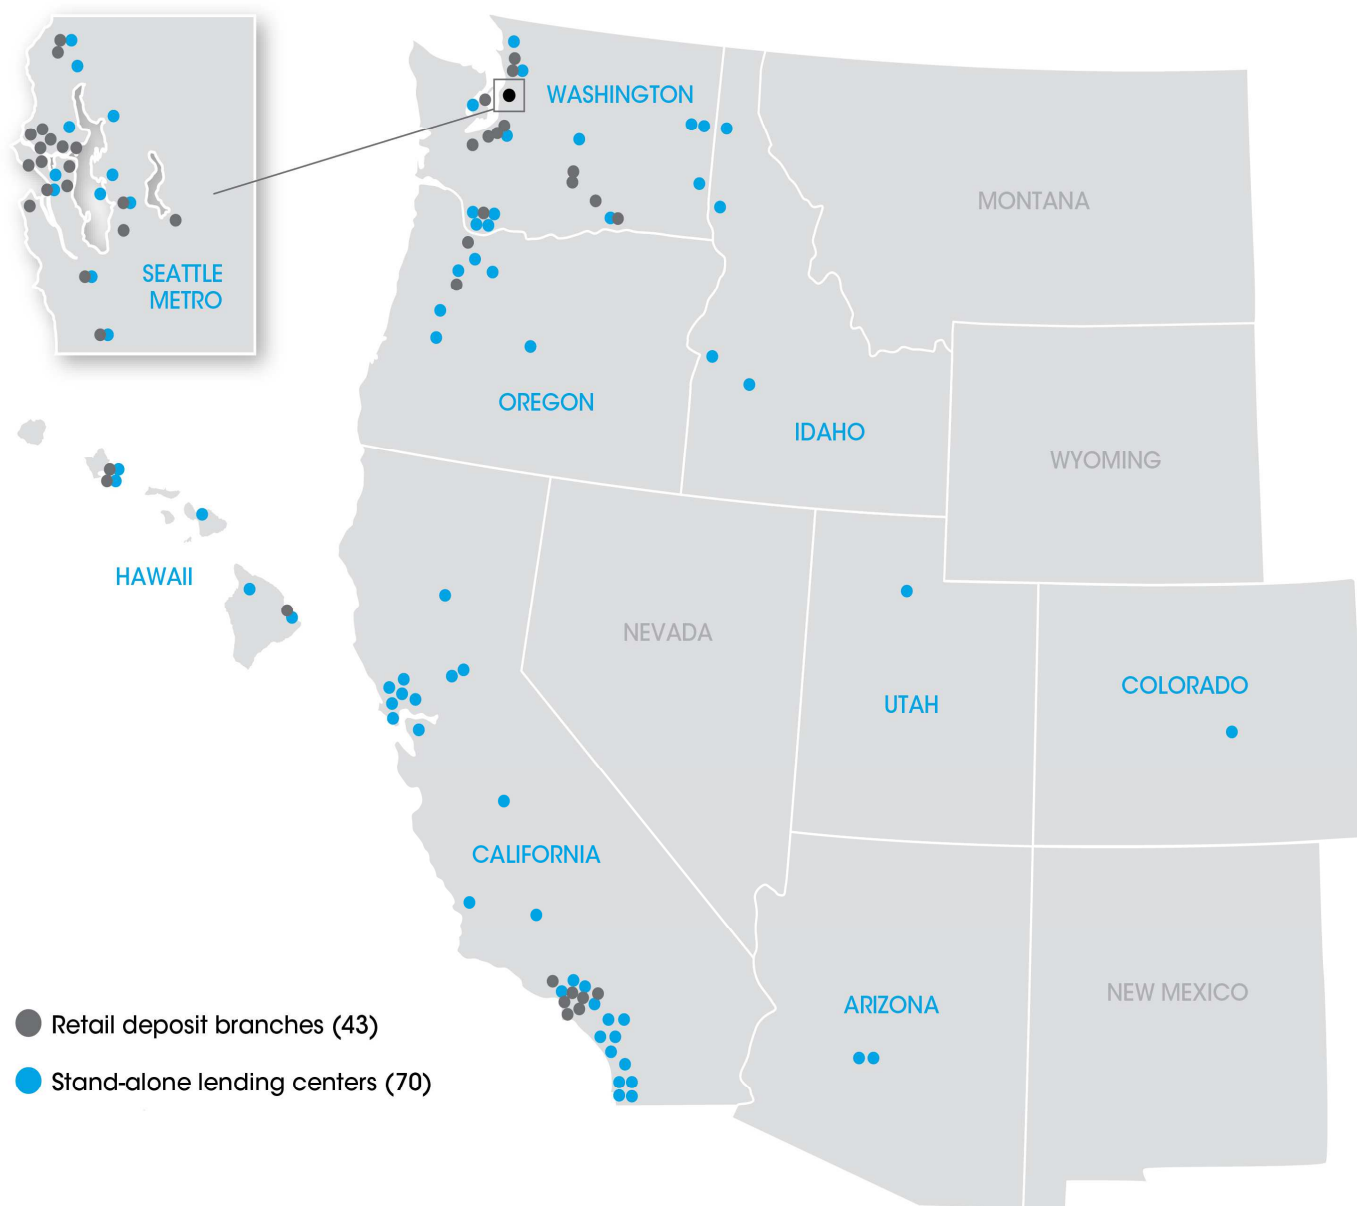 WASHINGTON
MONTANA
SEATTLE
METRO
OREGON
IDAHO
WYOMING
HAWAII
NEVADA
UTAH
COLORADO
CALIFORNIA
ARIZONA
NEW MEXICO
Retail deposit branches (43)
Stand-alone lending centers (70)